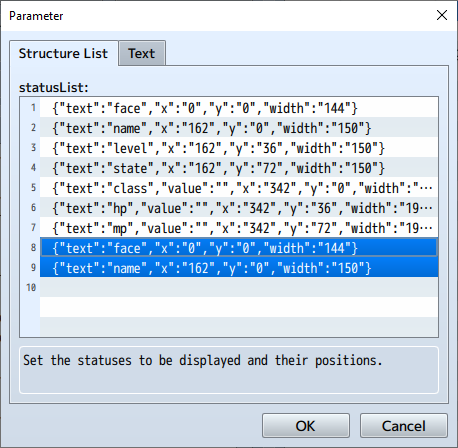 Parameter
Structure List
Text
statusList:
1 {"text":"face","x":"0","y":"0","width":"144"}
2 {"text":"name","x":"162","y":"0","width":"150"}
3 {"text":"level","x":"162","y":"36","width":"150"}
4 {"text":"state","x":"162","y":"72","width":"150"}
5 {"text":"class","value":"","x":"342","y":"0","width":"…
6 {"text":"hp","value":"","x":"342","y":"36","width":"19…
7 {"text":"mp","value":"","x":"342","y":"72","width":"19…
8 {"text":"face","x":"0","y":"0","width":"144"}
9 {"text":"name","x":"162","y":"0","width":"150"}
10
Set the statuses to be displayed and their positions.
OK
Cancel